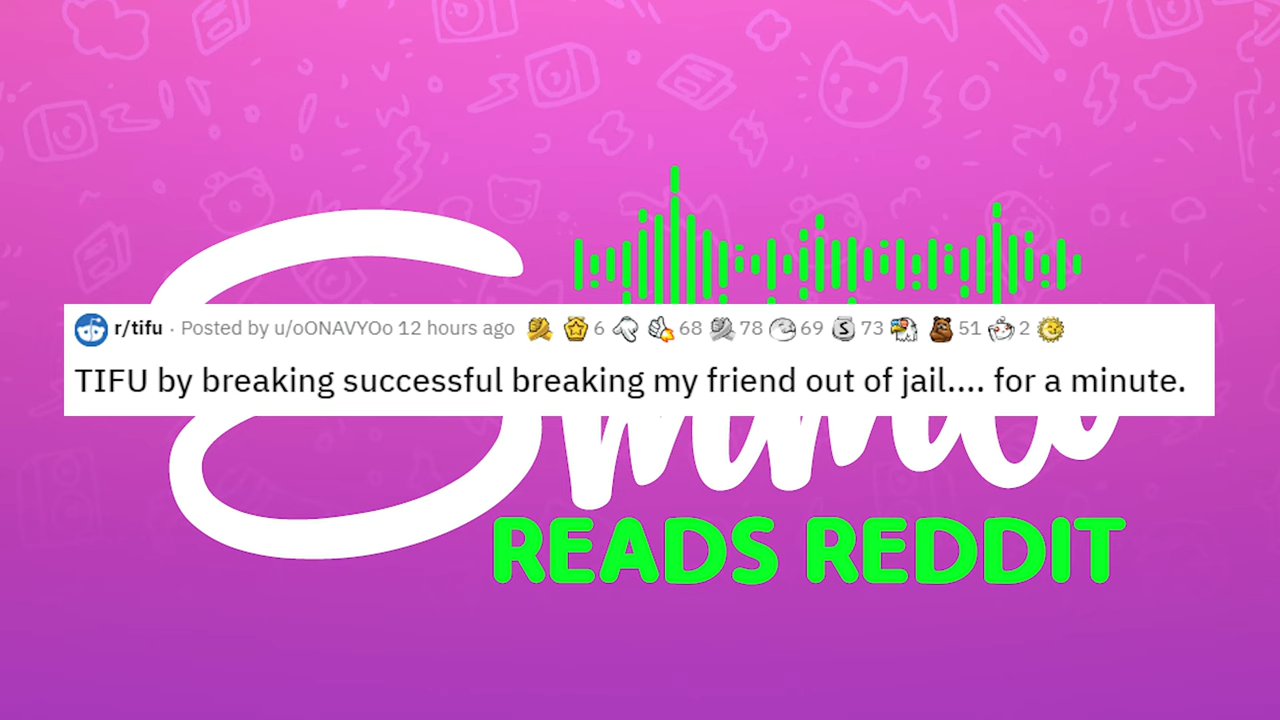 r/tifu · Posted by u/oONAVYOo 12 hours ago 6 68 78 69 73 51 2
TIFU by breaking successful breaking my friend out of jail.... for a minute.
READS REDDIT